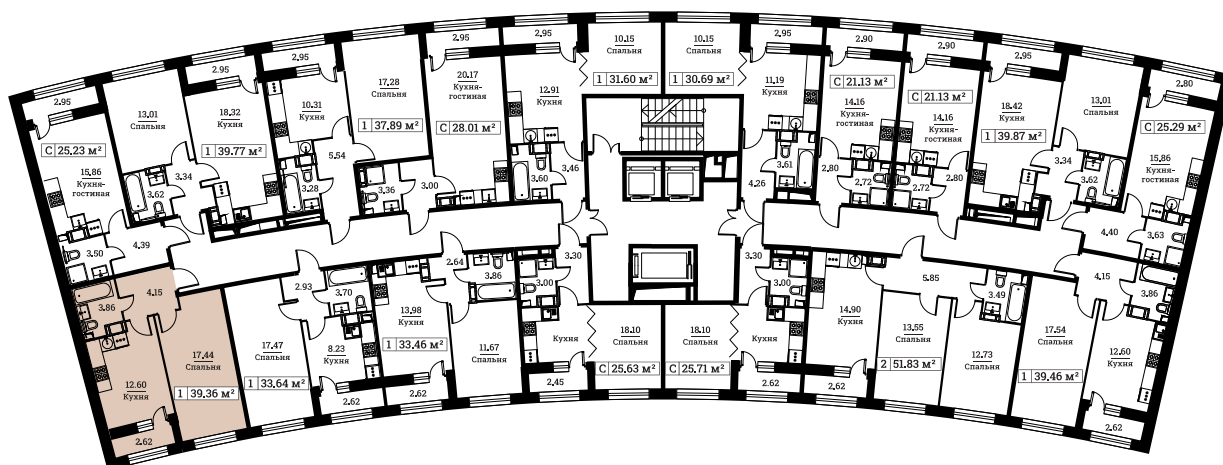 2.95
13.01
Спальня
С 25.23 м²
15.86
Кухня-
гостиная
3.62
3.34
3.50
4.39
2.95
18.32
Кухня
1 39.77 м²
2.95
10.31
Кухня
5.54
3.28
17.28
Спальня
1 37.89 м²
3.36
3.00
2.95
20.17
Кухня-
гостиная
С 28.01 м²
2.95
12.91
Кухня
3.60
3.46
10.15
Спальня
1 31.60 м²
10.15
Спальня
1 30.69 м²
2.95
11.19
Кухня
3.61
4.26
2.90
С 21.13 м²
14.16
Кухня-
гостиная
2.80
2.72
2.90
С 21.13 м²
14.16
Кухня-
гостиная
2.72
2.80
2.95
18.42
Кухня
1 39.87 м²
13.01
Спальня
3.34
3.62
2.80
С 25.29 м²
15.86
Кухня-
гостиная
4.40
3.63
3.86
4.15
12.60
Кухня
2.62
17.44
Спальня
1 39.36 м²
17.47
Спальня
1 33.64 м²
2.93
3.70
8.23
Кухня
2.62
13.98
Кухня
1 33.46 м²
2.62
2.64
3.86
11.67
Спальня
3.30
3.00
Кухня
2.45
18.10
Спальня
С 25.63 м²
18.10
Спальня
С 25.71 м²
3.30
3.00
Кухня
2.62
14.90
Кухня
2.62
5.85
13.55
Спальня
2 51.83 м²
3.49
12.73
Спальня
17.54
Спальня
1 39.46 м²
4.15
3.86
12.60
Кухня
2.62